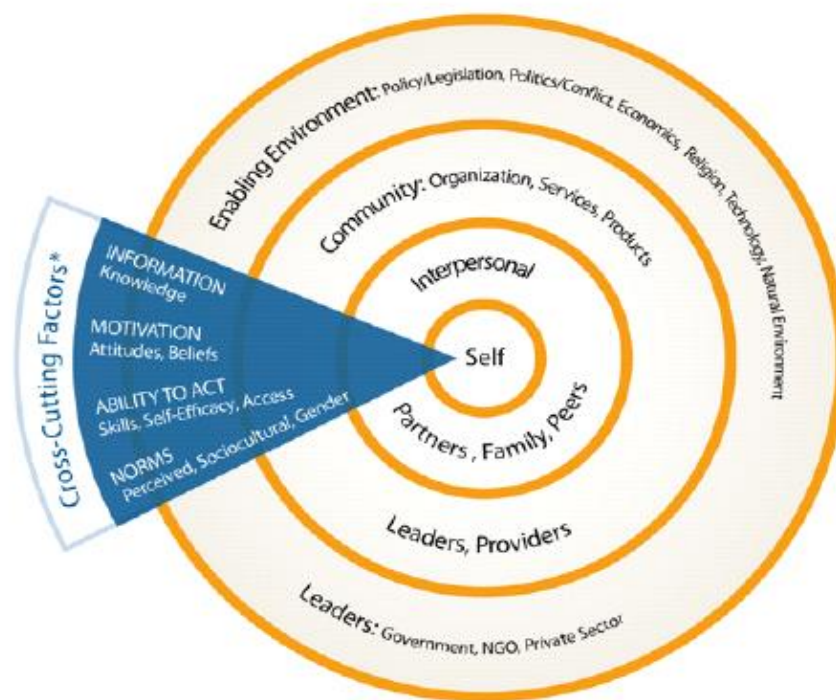 Enabling Environment: Policy/Legislation, Politics/Conflict, Economics, Religion, Technology, Natural Environment
Community: Organization, Services, Products
Interpersonal
Self
Partners, Family, Peers
Leaders, Providers
Leaders: Government, NGO, Private Sector
Cross-Cutting Factors*
INFORMATION
Knowledge
MOTIVATION
Attitudes, Beliefs
ABILITY TO ACT
Skills, Self-Efficacy, Access
NORMS
Perceived, Sociocultural, Gender